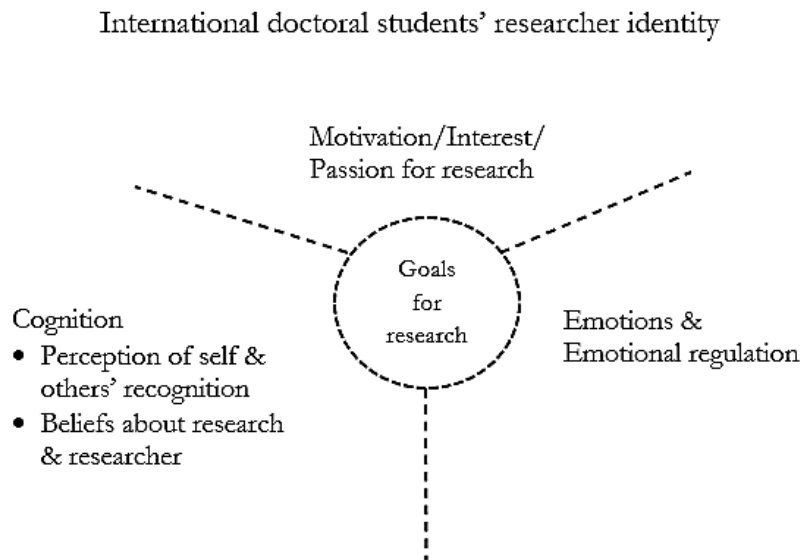 International doctoral students’ researcher identity
Motivation/Interest/
Passion for research
Goals
for
research
Cognition
• Perception of self &
others’ recognition
• Beliefs about research
& researcher
Emotions &
Emotional regulation